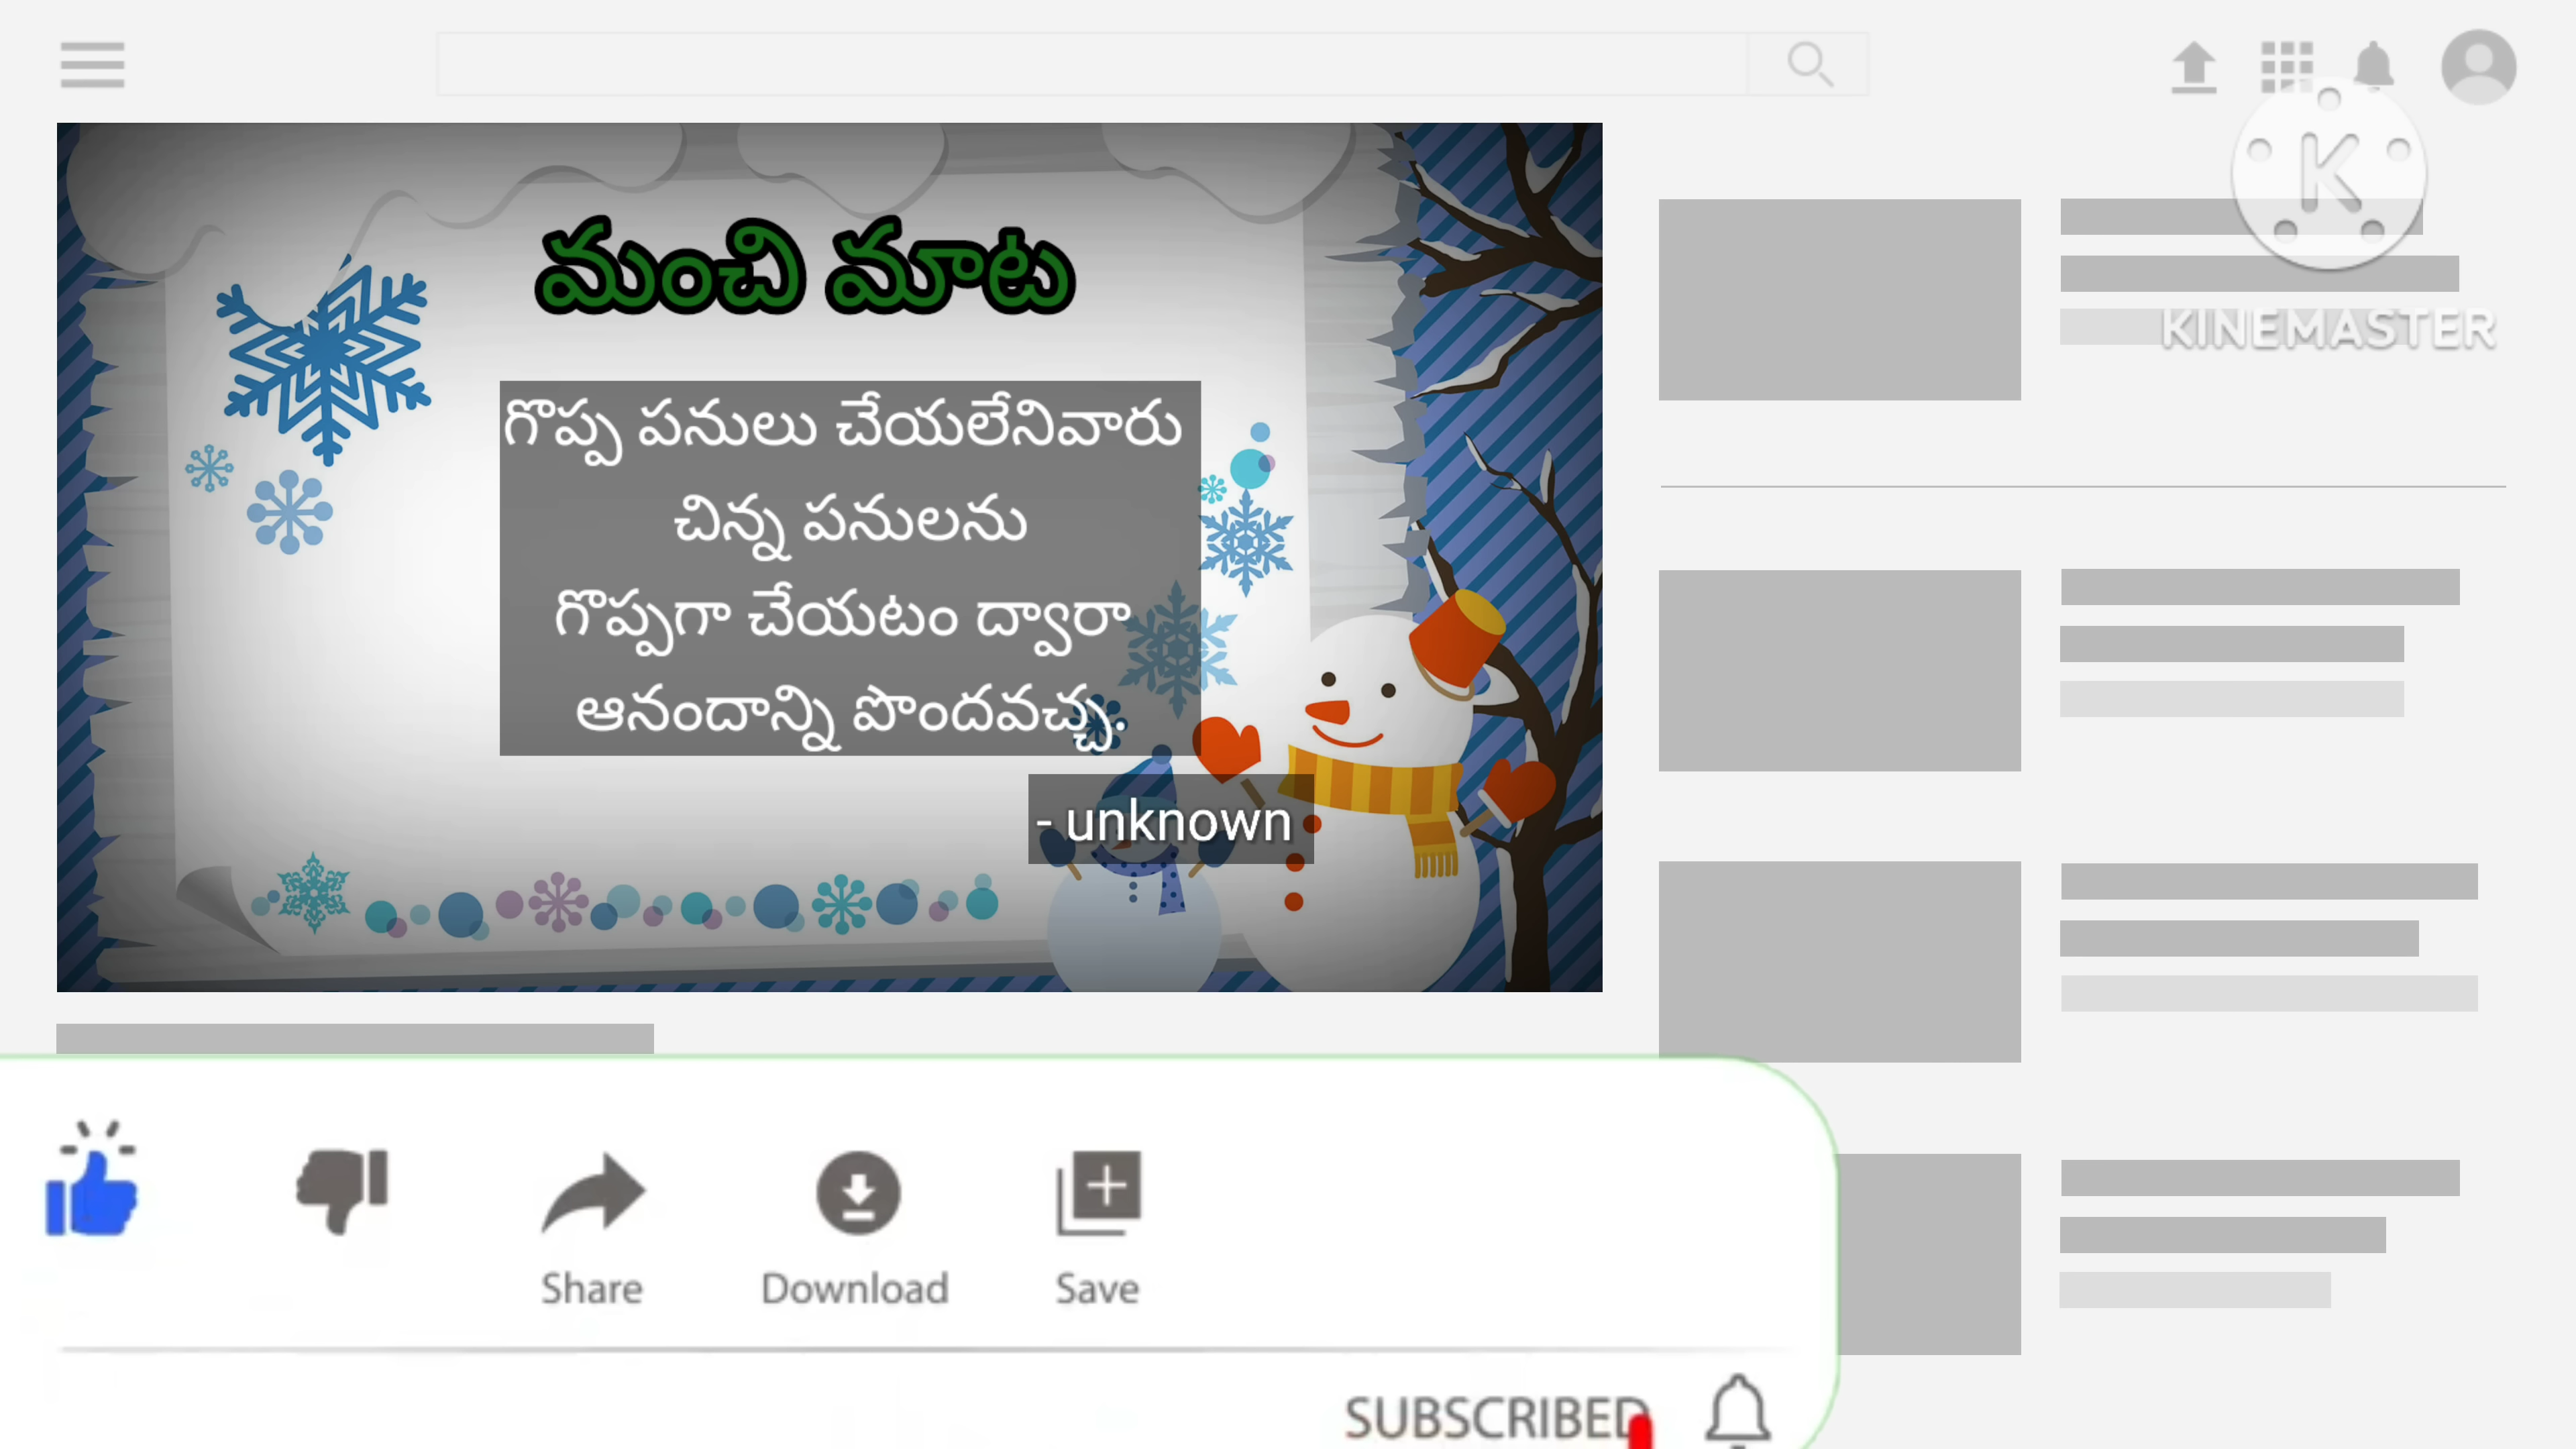 KINEMASTER
మంచి మాట
గొప్ప పనులు చేయలేనివారు
చిన్న పనులను
గొప్పగా చేయటం ద్వారా
ఆనందాన్ని పొందవచ్చు.
- unknown
Share
Download
Save
SUBSCRIBED